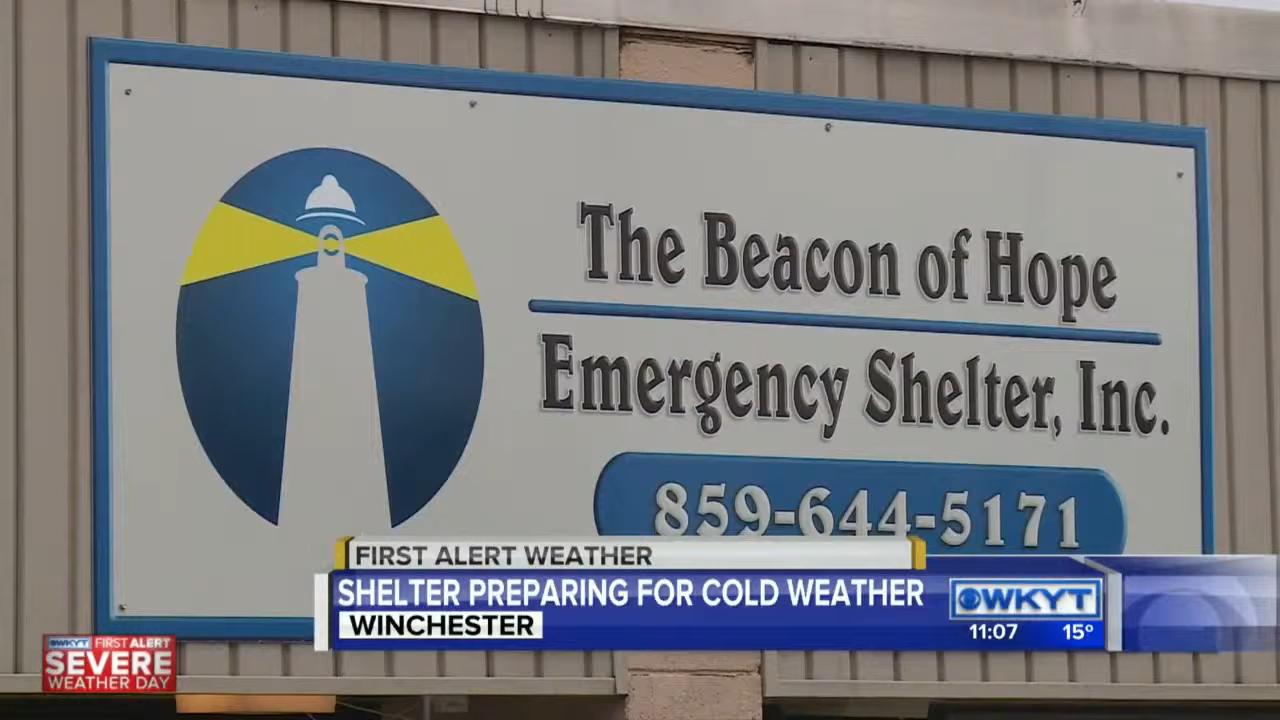 The Beacon of Hope
Emergency Shelter, Inc.
859-644-5171
FIRST ALERT WEATHER
SHELTER PREPARING FOR COLD WEATHER
WINCHESTER
WKYT
11:07 15°
WKYT FIRST ALERT
SEVERE
WEATHER DAY